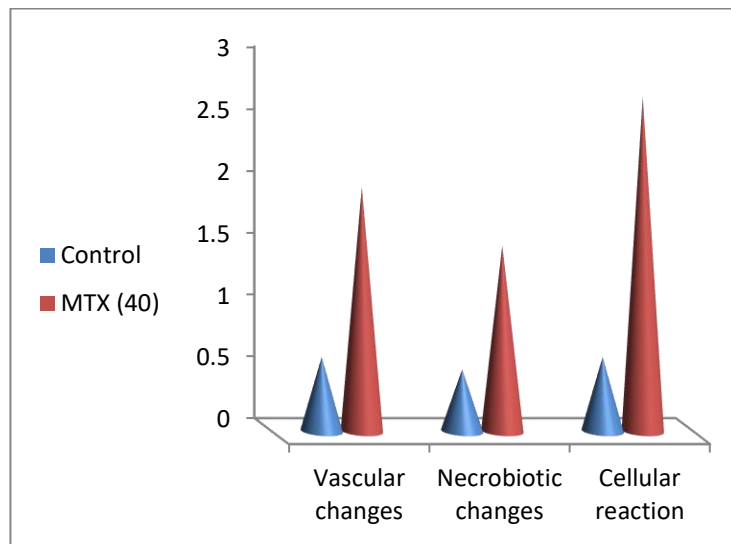 3
2.5
2
1.5
1
0.5
0
Control
MTX (40)
Vascular
changes
Necrobiotic
changes
Cellular
reaction